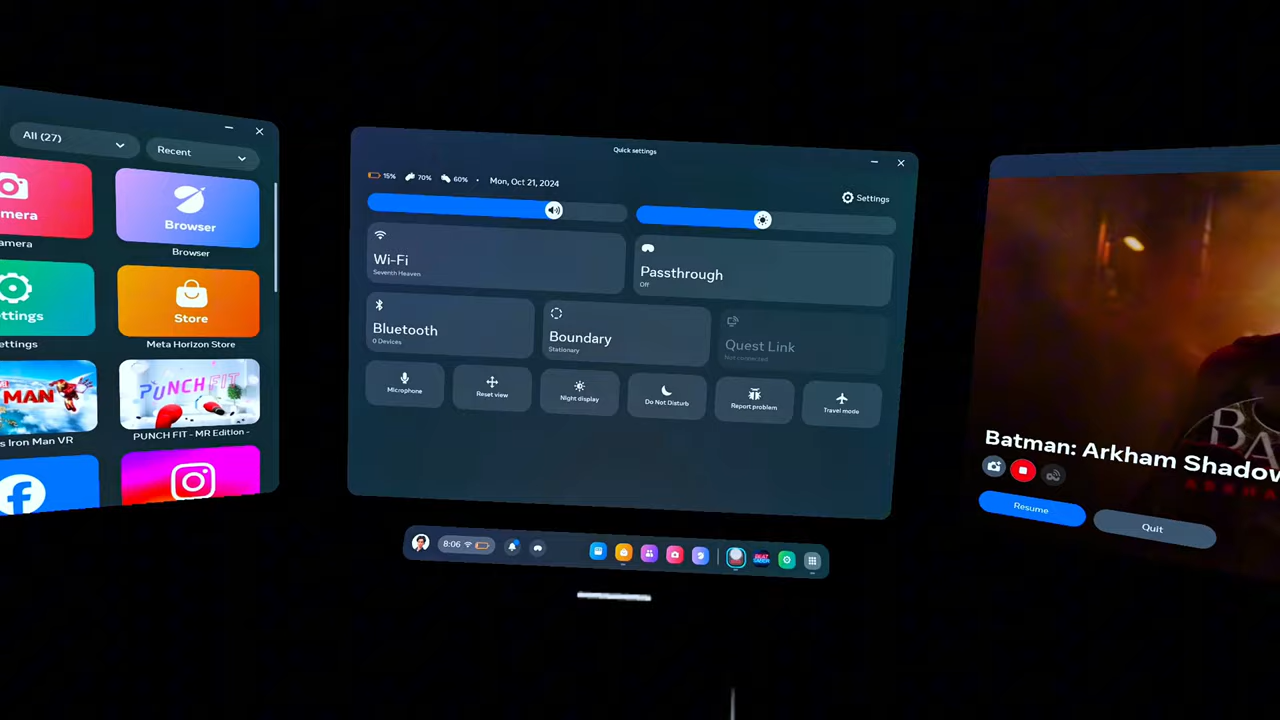 All (27)
Recent
mera
amera
Browser
Browser
ettings
ettings
Store
Meta Horizon Store
MAN
s Iron Man VR
PUNCH FIT
PUNCH FIT - MR Edition -
Quick settings
15% 70% 60% • Mon, Oct 21, 2024
Settings
Wi-Fi
Seventh Heaven
Passthrough
Off
Bluetooth
0 Devices
Boundary
Stationary
Quest Link
Not connected
Microphone
Reset view
Night display
Do Not Disturb
Report problem
Travel mode
8:06
BA
Batman: Arkham Shadow
Resume
Quit